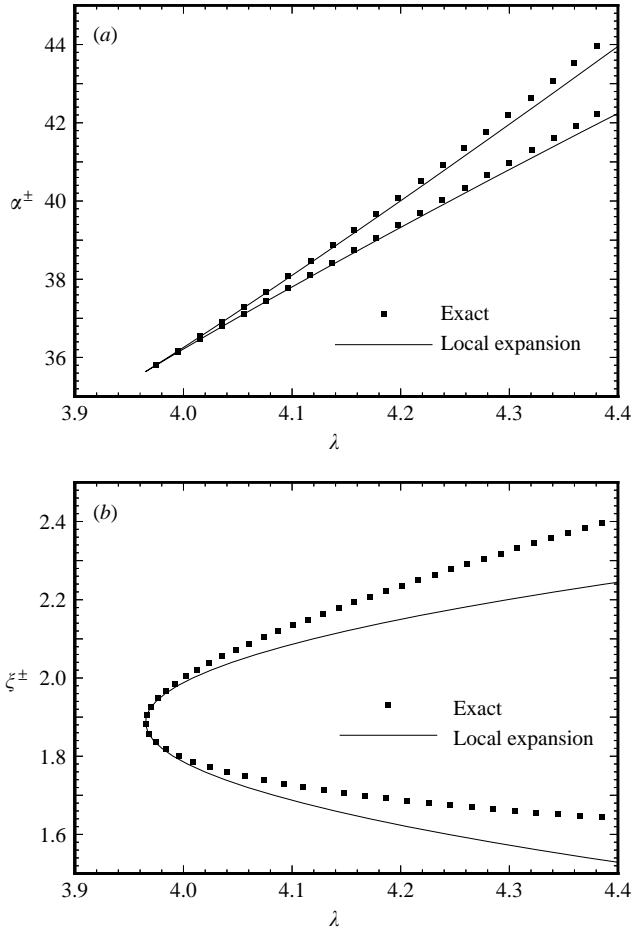 (a)
44
42
40
38
36
α±
Exact
Local expansion
3.9 4.0 4.1 4.2 4.3 4.4
λ
(b)
2.4
2.2
2.0
1.8
1.6
ξ±
Exact
Local expansion
3.9 4.0 4.1 4.2 4.3 4.4
λ